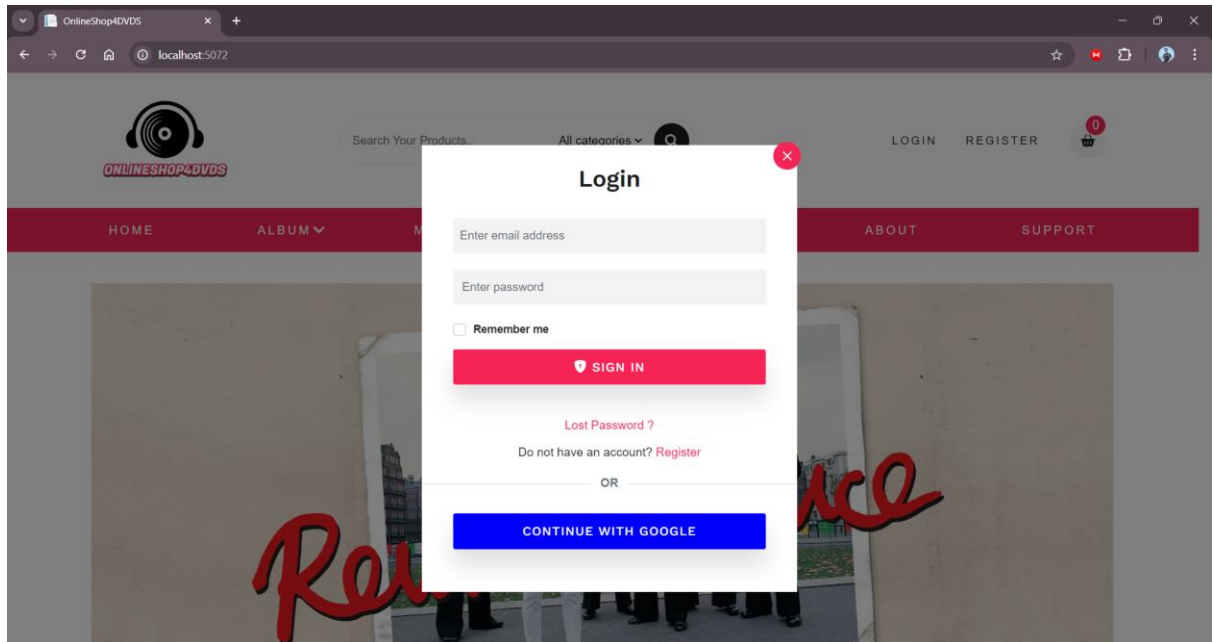 OnlineShop4DVDS
localhost:5072
ONLINESHOP4DVDS
Search Your Products..
All categories
LOGIN REGISTER
0
HOME ALBUM M ABOUT SUPPORT
Login
Enter email address
Enter password
Remember me
SIGN IN
Lost Password ?
Do not have an account? Register
OR
CONTINUE WITH GOOGLE